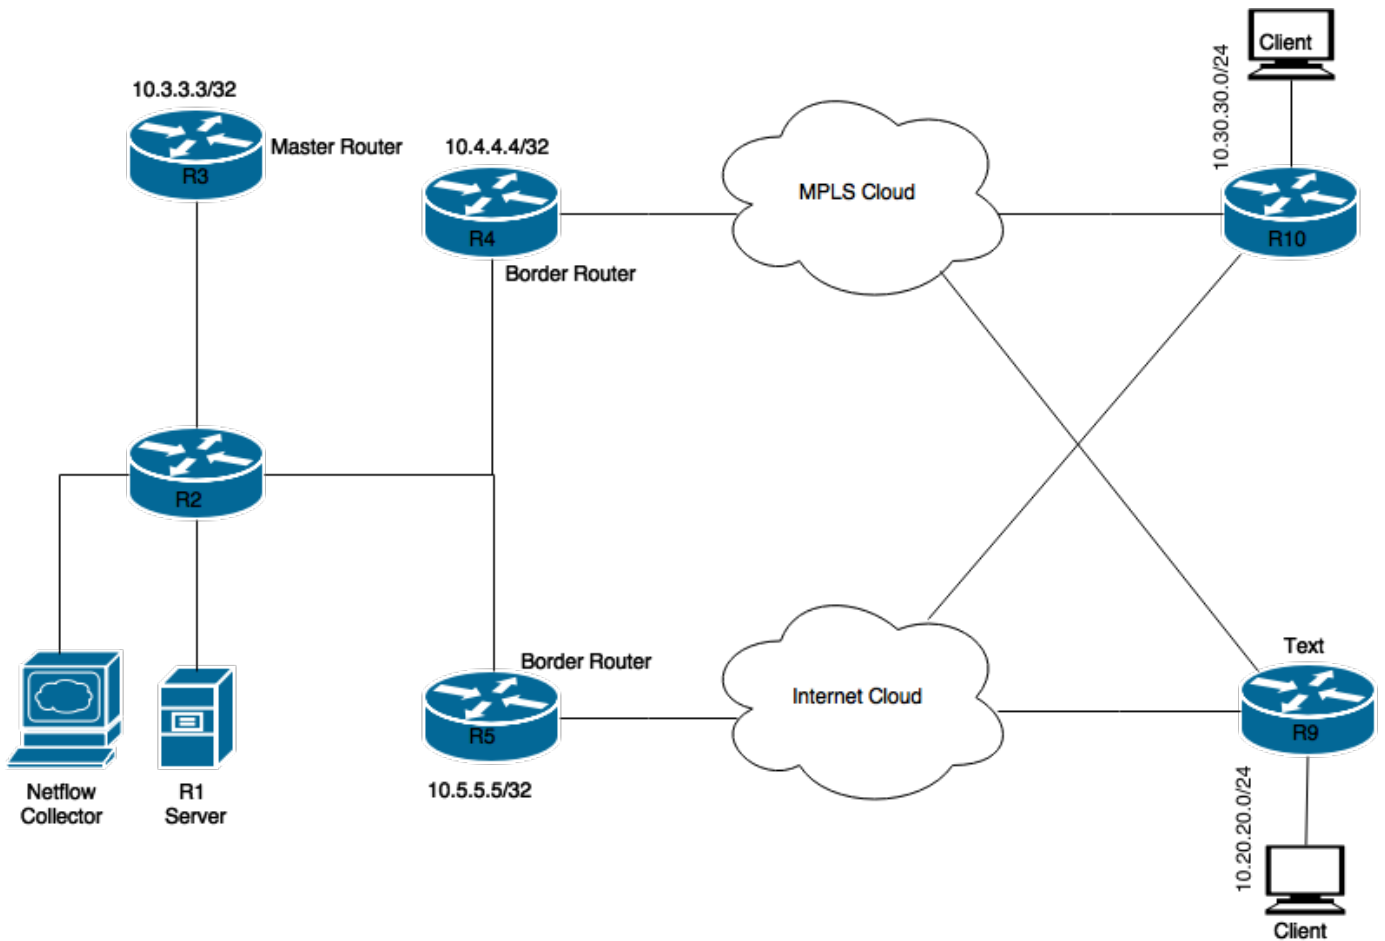 Client
10.30.30.0/24
10.3.3.3/32
Master Router
R3
10.4.4.4/32
R4
Border Router
MPLS Cloud
R10
R2
Border Router
R5
10.5.5.5/32
Internet Cloud
Text
R9
10.20.20.0/24
Netflow
Collector
R1
Server
Client